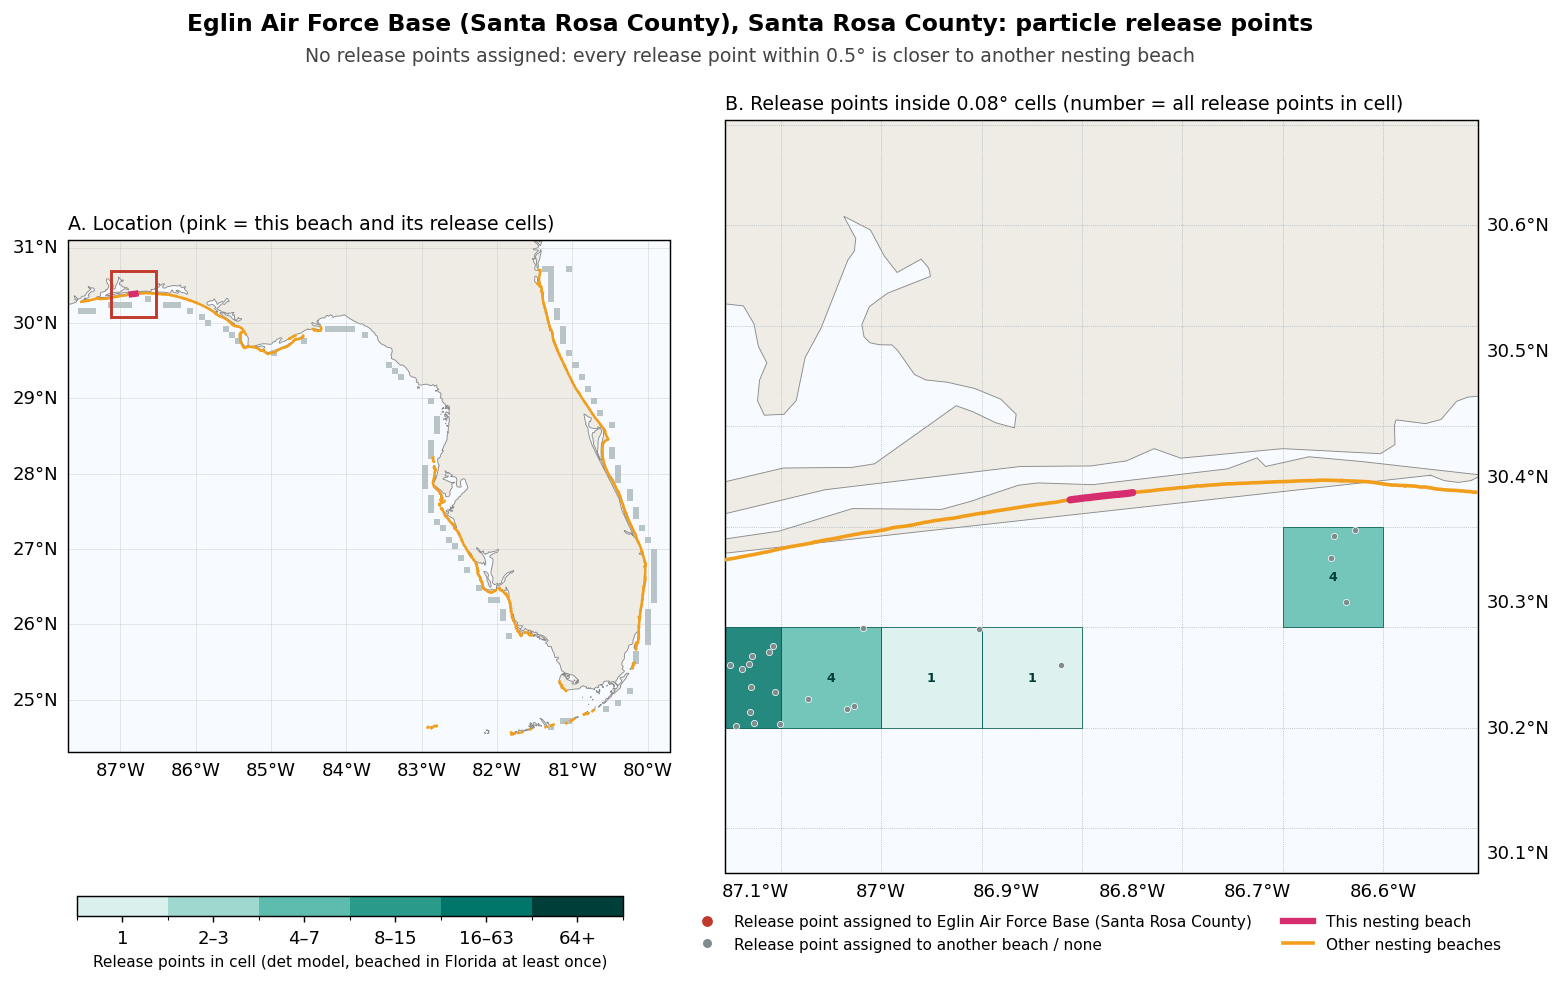 Eglin Air Force Base (Santa Rosa County), Santa Rosa County: particle release points
No release points assigned: every release point within 0.5° is closer to another nesting beach
A. Location (pink = this beach and its release cells)
31°N
30°N
29°N
28°N
27°N
26°N
25°N
87°W 86°W 85°W 84°W 83°W 82°W 81°W 80°W
1 2–3 4–7 8–15 16–63 64+
Release points in cell (det model, beached in Florida at least once)
B. Release points inside 0.08° cells (number = all release points in cell)
4
4 1 1
30.6°N
30.5°N
30.4°N
30.3°N
30.2°N
30.1°N
87.1°W 87°W 86.9°W 86.8°W 86.7°W 86.6°W
Release point assigned to Eglin Air Force Base (Santa Rosa County)
Release point assigned to another beach / none
This nesting beach
Other nesting beaches